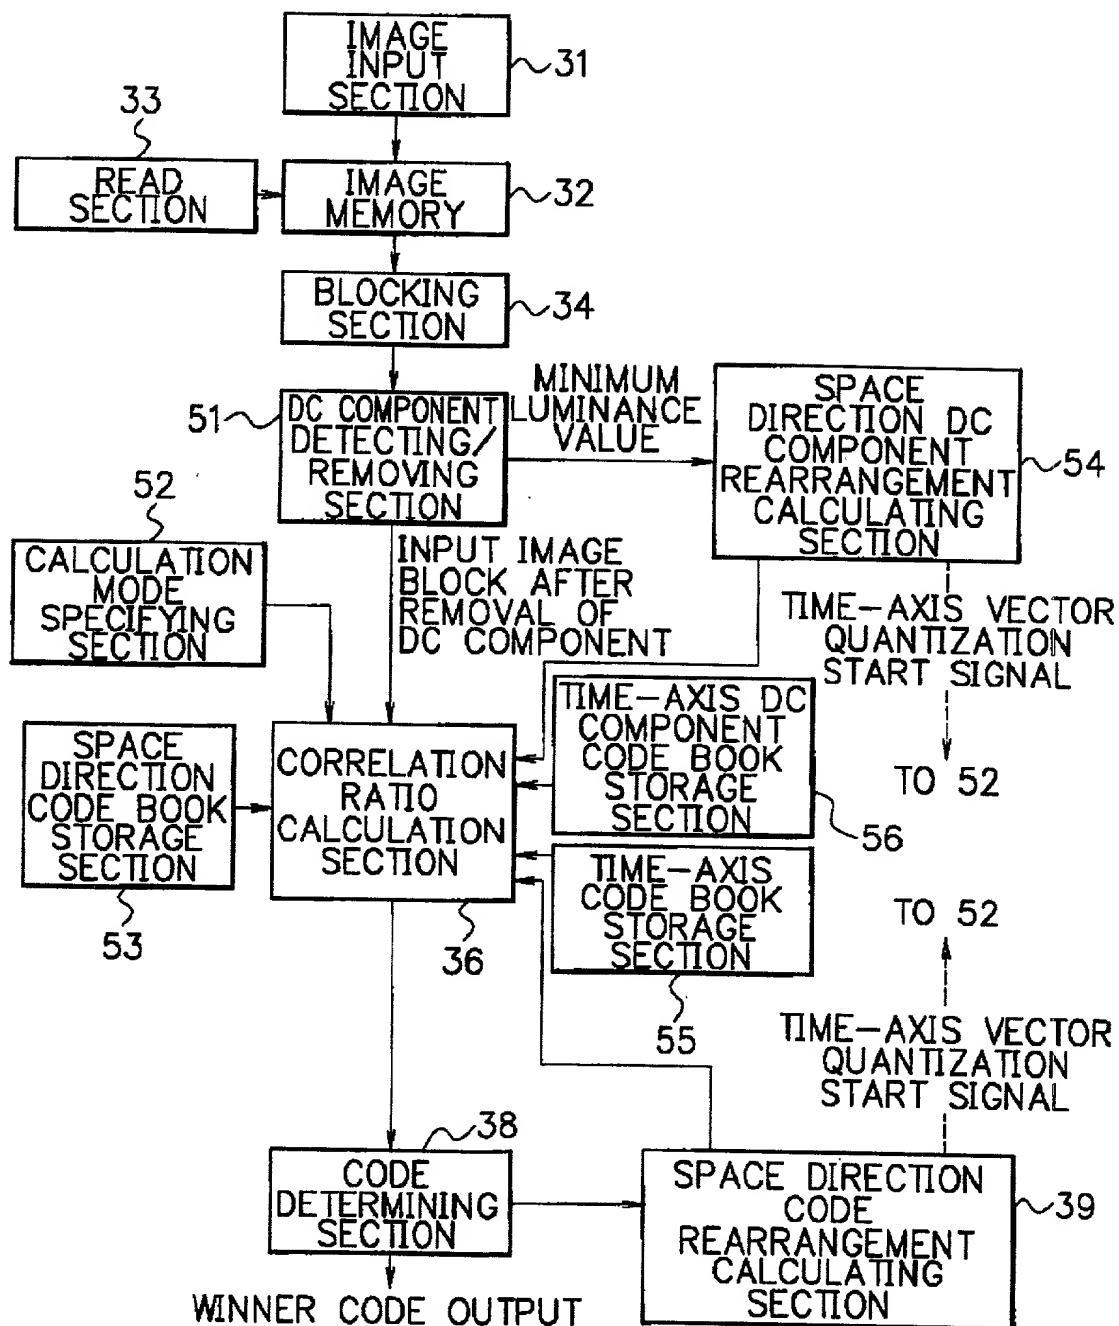 IMAGE
INPUT
SECTION
31
33
READ
SECTION
IMAGE
MEMORY
32
BLOCKING
SECTION
34
51
DC COMPONENT
DETECTING/
REMOVING
SECTION
MINIMUM
LUMINANCE
VALUE
SPACE
DIRECTION DC
COMPONENT
REARRANGEMENT
CALCULATING
SECTION
54
52
CALCULATION
MODE
SPECIFYING
SECTION
INPUT IMAGE
BLOCK AFTER
REMOVAL OF
DC COMPONENT
TIME-AXIS VECTOR
QUANTIZATION
START SIGNAL
TO 52
SPACE
DIRECTION
CODE BOOK
STORAGE
SECTION
53
CORRELATION
RATIO
CALCULATION
SECTION
36
TIME-AXIS DC
COMPONENT
CODE BOOK
STORAGE
SECTION
56
TIME-AXIS
CODE BOOK
STORAGE
SECTION
55
TO 52
TIME-AXIS VECTOR
QUANTIZATION
START SIGNAL
38
CODE
DETERMINING
SECTION
SPACE DIRECTION
CODE
REARRANGEMENT
CALCULATING
SECTION
39
WINNER CODE OUTPUT